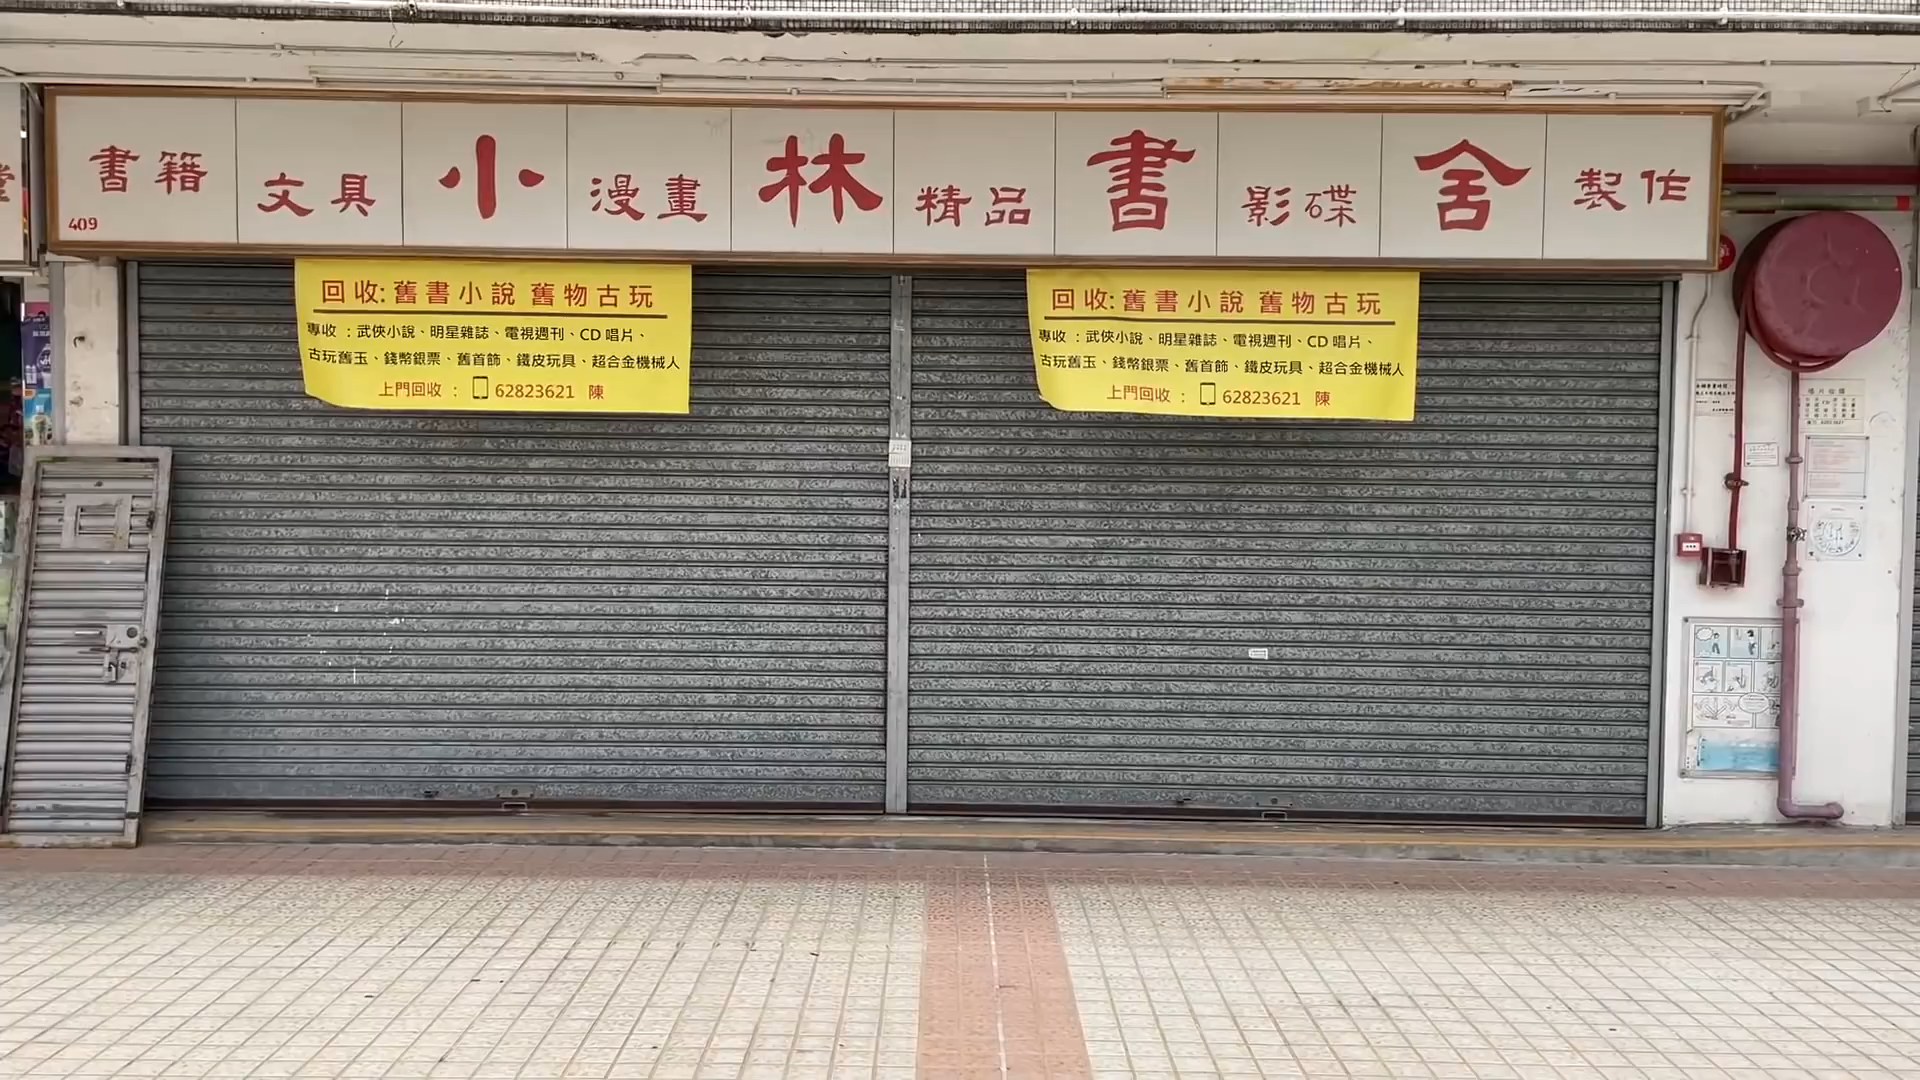 書籍 文具 小 漫畫 林 精品 書 影碟 舍 製作
409
回收:舊書小說 舊物古玩
專收：武俠小說、明星雜誌、電視週刊、CD 唱片、
古玩舊玉、錢幣銀票、舊首飾、鐵皮玩具、超合金機械人
上門回收： 62823621 陳
回收:舊書小說 舊物古玩
專收：武俠小說、明星雜誌、電視週刊、CD 唱片、
古玩舊玉、錢幣銀票、舊首飾、鐵皮玩具、超合金機械人
上門回收： 62823621 陳